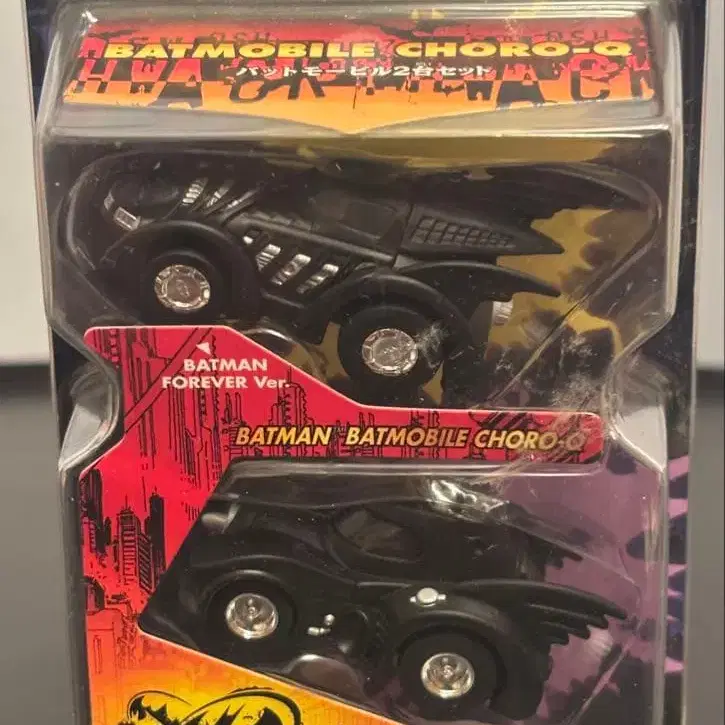 BATMOBILE CHORO-Q
バットモービル2台セット
BATMAN
FOREVER Ver.
BATMAN BATMOBILE CHORO-Q